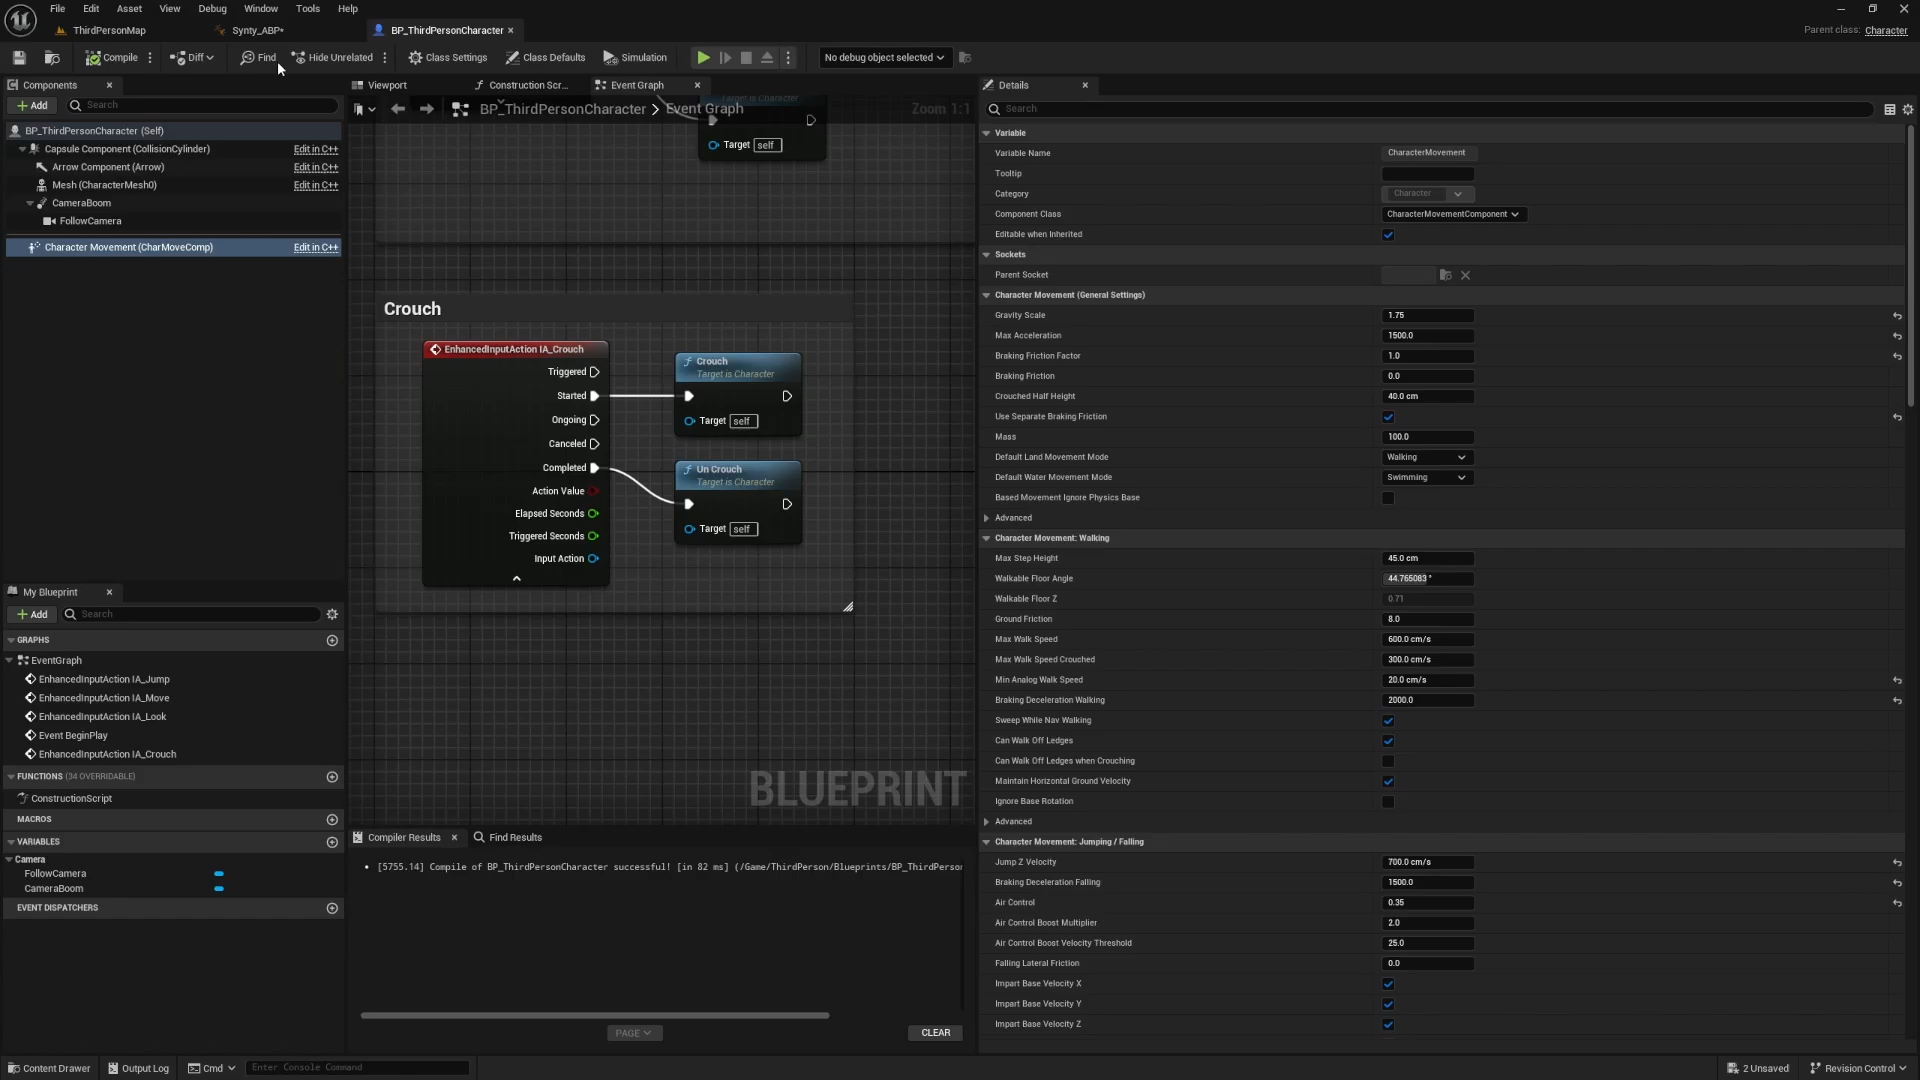 File Edit Asset View Debug Window Tools Help
ThirdPersonMap Synty_ABP* BP_ThirdPersonCharacter
Parent class: Character
Compile Diff Find Hide Unrelated Class Settings Class Defaults Simulation No debug object selected
Components
Add Search
BP_ThirdPersonCharacter (Self)
Capsule Component (CollisionCylinder) Edit in C++
Arrow Component (Arrow) Edit in C++
Mesh (CharacterMesh0) Edit in C++
CameraBoom
FollowCamera
Character Movement (CharMoveComp) Edit in C++
My Blueprint
Add Search
GRAPHS
EventGraph
EnhancedInputAction IA_Jump
EnhancedInputAction IA_Move
EnhancedInputAction IA_Look
Event BeginPlay
EnhancedInputAction IA_Crouch
FUNCTIONS (34 OVERRIDABLE)
ConstructionScript
MACROS
VARIABLES
Camera
FollowCamera
CameraBoom
EVENT DISPATCHERS
Viewport Construction Scr... Event Graph
BP_ThirdPersonCharacter > Event Graph Zoom 1:1
Target is Character
Target self
Crouch
EnhancedInputAction IA_Crouch
Triggered
Started
Ongoing
Canceled
Completed
Action Value
Elapsed Seconds
Triggered Seconds
Input Action
Crouch
Target is Character
Target self
Un Crouch
Target is Character
Target self
BLUEPRINT
Compiler Results Find Results
[5755.14] Compile of BP_ThirdPersonCharacter successful! [in 82 ms] (/Game/ThirdPerson/Blueprints/BP_ThirdPerson
PAGE CLEAR
Details
Search
Variable
Variable Name CharacterMovement
Tooltip
Category Character
Component Class CharacterMovementComponent
Editable when Inherited
Sockets
Parent Socket
Character Movement (General Settings)
Gravity Scale 1.75
Max Acceleration 1500.0
Braking Friction Factor 1.0
Braking Friction 0.0
Crouched Half Height 40.0 cm
Use Separate Braking Friction
Mass 100.0
Default Land Movement Mode Walking
Default Water Movement Mode Swimming
Based Movement Ignore Physics Base
Advanced
Character Movement: Walking
Max Step Height 45.0 cm
Walkable Floor Angle 44.765083 °
Walkable Floor Z 0.71
Ground Friction 8.0
Max Walk Speed 600.0 cm/s
Max Walk Speed Crouched 300.0 cm/s
Min Analog Walk Speed 20.0 cm/s
Braking Deceleration Walking 2000.0
Sweep While Nav Walking
Can Walk Off Ledges
Can Walk Off Ledges when Crouching
Maintain Horizontal Ground Velocity
Ignore Base Rotation
Advanced
Character Movement: Jumping / Falling
Jump Z Velocity 700.0 cm/s
Braking Deceleration Falling 1500.0
Air Control 0.35
Air Control Boost Multiplier 2.0
Air Control Boost Velocity Threshold 25.0
Falling Lateral Friction 0.0
Impart Base Velocity X
Impart Base Velocity Y
Impart Base Velocity Z
Content Drawer Output Log Cmd Enter Console Command 2 Unsaved Revision Control